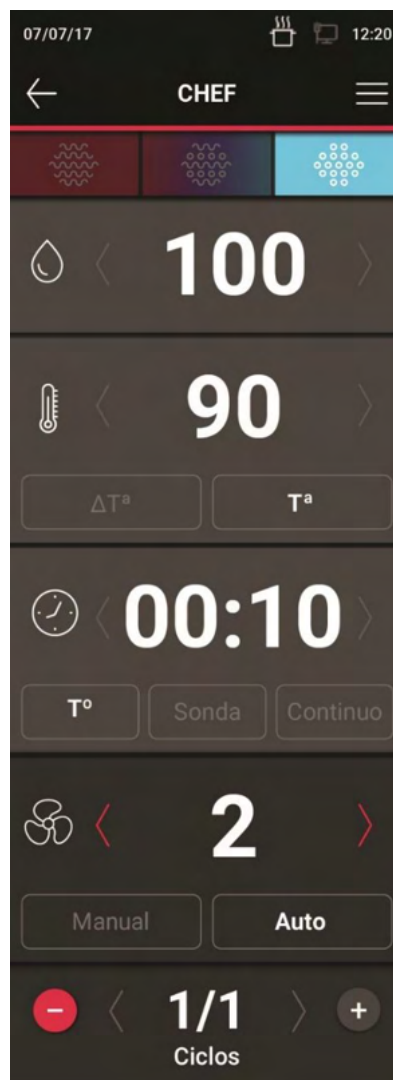 07/07/17 12:20
CHEF
100
90
ΔTª Tª
00:10
Tº Sonda Continuo
2
Manual Auto
− 1/1 +
Ciclos